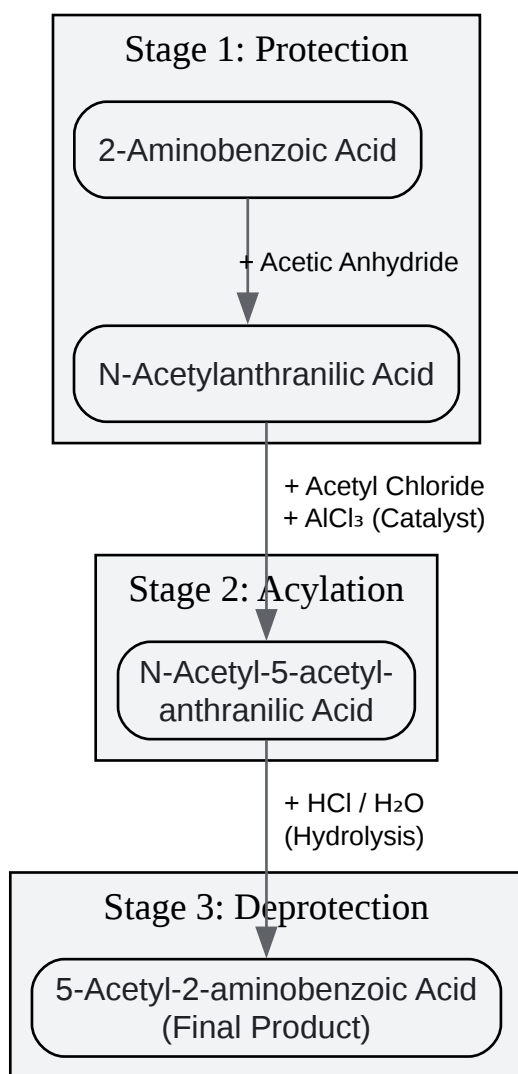 Stage 1: Protection
2-Aminobenzoic Acid
+ Acetic Anhydride
N-Acetylanthranilic Acid
+ Acetyl Chloride
+ AlCl₃ (Catalyst)
Stage 2: Acylation
N-Acetyl-5-acetyl-
anthranilic Acid
+ HCl / H₂O
(Hydrolysis)
Stage 3: Deprotection
5-Acetyl-2-aminobenzoic Acid
(Final Product)